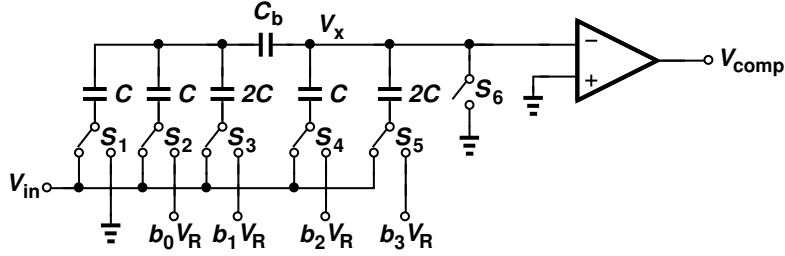 C_b V_x
C C 2C C 2C S_6 − + V_comp
S_1 S_2 S_3 S_4 S_5
V_in
b_0V_R b_1V_R b_2V_R b_3V_R